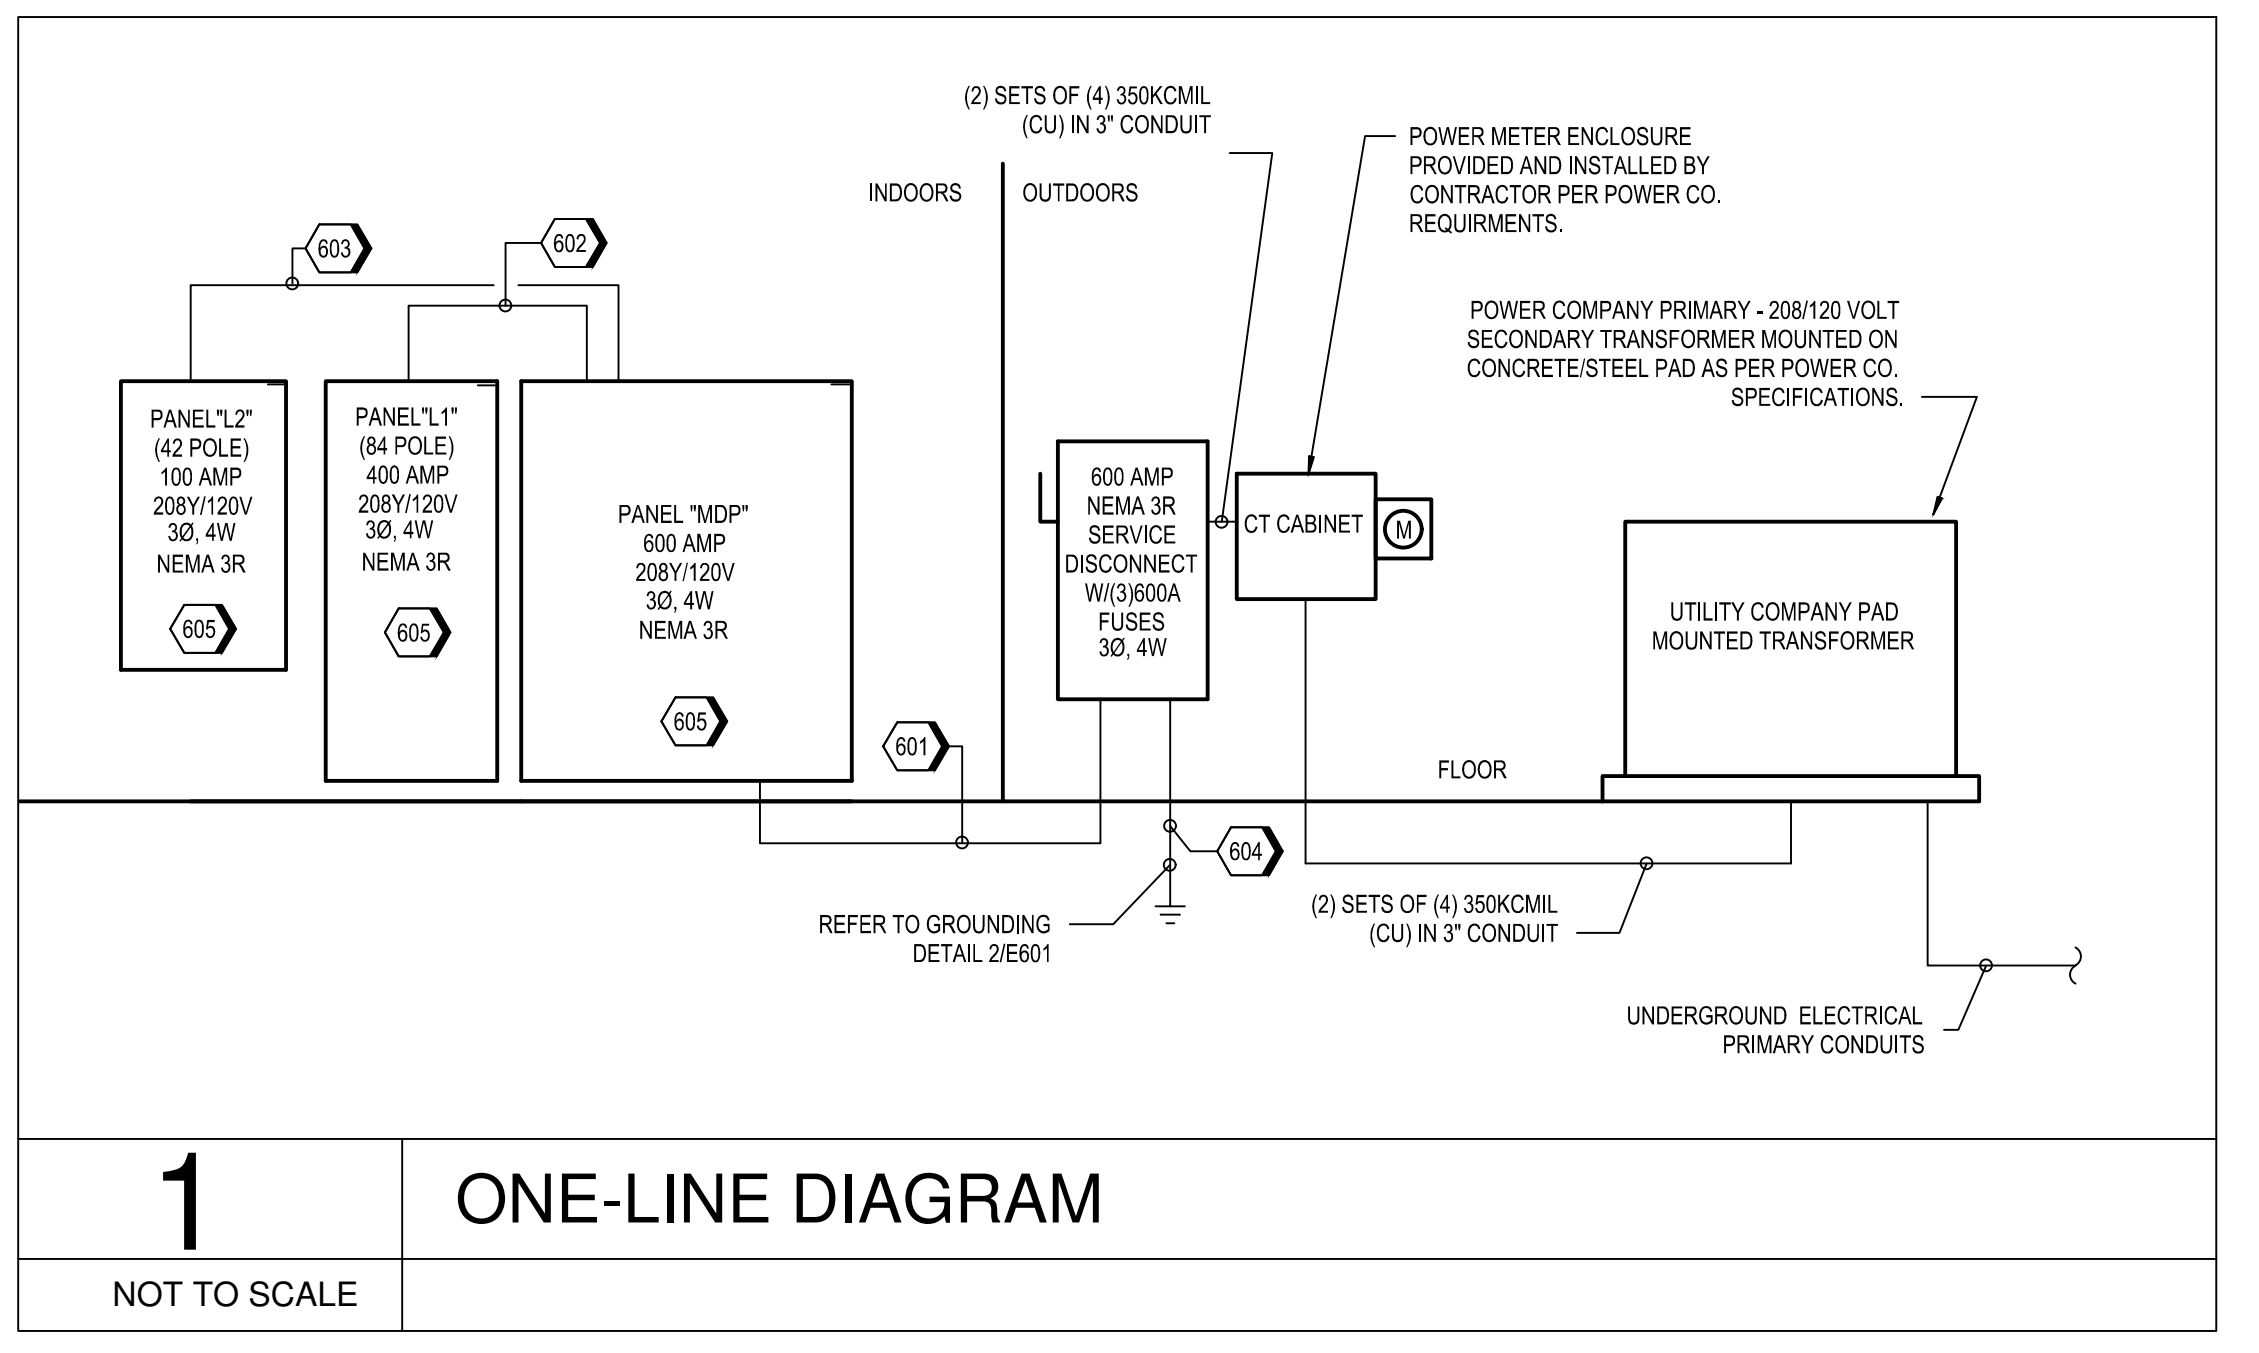 (2) SETS OF (4) 350KCMIL
(CU) IN 3" CONDUIT
POWER METER ENCLOSURE
PROVIDED AND INSTALLED BY
CONTRACTOR PER POWER CO.
REQUIRMENTS.
INDOORS
OUTDOORS
603
602
POWER COMPANY PRIMARY - 208/120 VOLT
SECONDARY TRANSFORMER MOUNTED ON
CONCRETE/STEEL PAD AS PER POWER CO.
SPECIFICATIONS.
PANEL"L2"
(42 POLE)
100 AMP
208Y/120V
3Ø, 4W
NEMA 3R
605
PANEL"L1"
(84 POLE)
400 AMP
208Y/120V
3Ø, 4W
NEMA 3R
605
PANEL "MDP"
600 AMP
208Y/120V
3Ø, 4W
NEMA 3R
605
600 AMP
NEMA 3R
SERVICE
DISCONNECT
W/(3)600A
FUSES
3Ø, 4W
CT CABINET
M
UTILITY COMPANY PAD
MOUNTED TRANSFORMER
601
FLOOR
604
REFER TO GROUNDING
DETAIL 2/E601
(2) SETS OF (4) 350KCMIL
(CU) IN 3" CONDUIT
UNDERGROUND ELECTRICAL
PRIMARY CONDUITS
1
ONE-LINE DIAGRAM
NOT TO SCALE